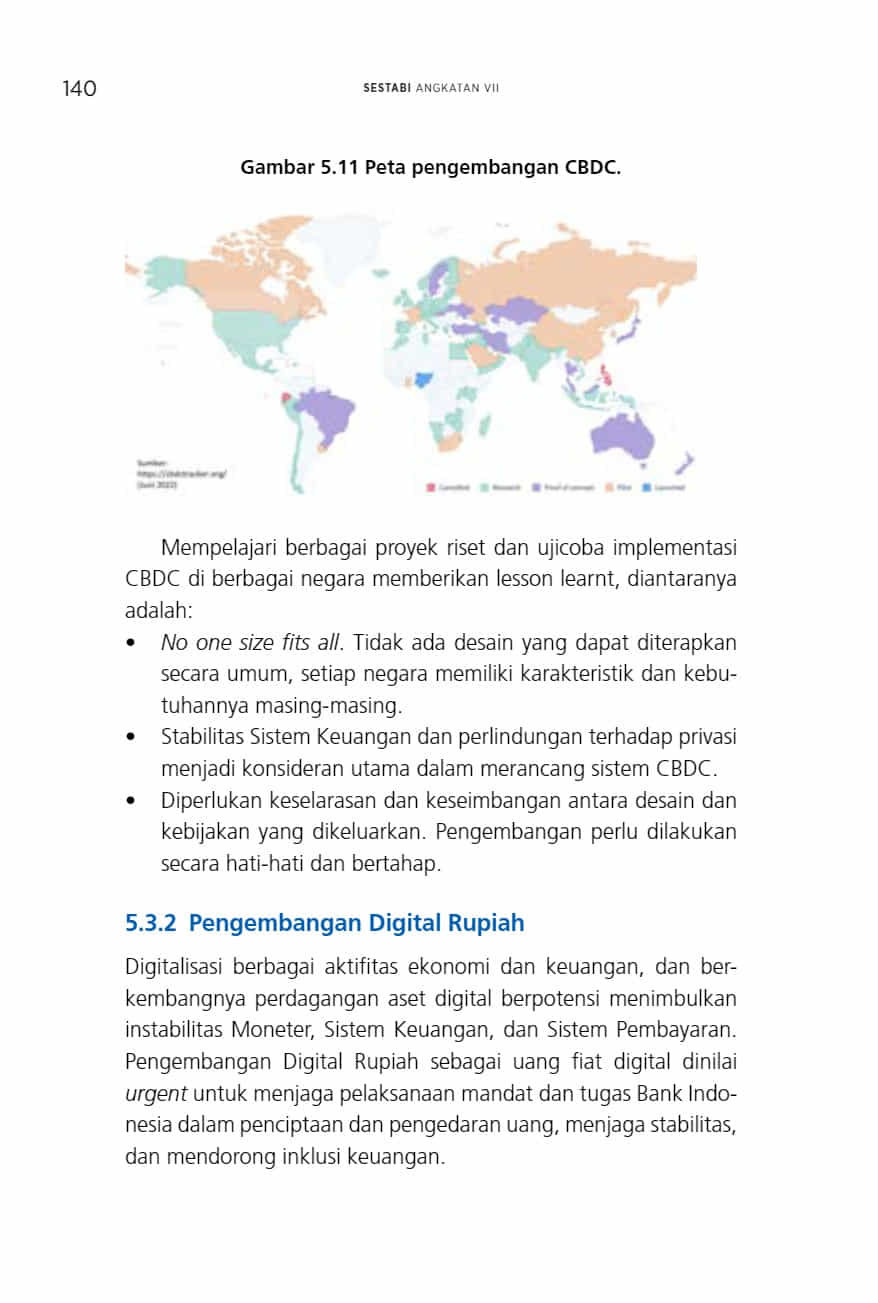 140
SESTABI ANGKATAN VII
Gambar 5.11 Peta pengembangan CBDC.
Sumber:
(Juni 2022)
Cancelled Research Proof of concept Pilot Launched
Mempelajari berbagai proyek riset dan ujicoba implementasi
CBDC di berbagai negara memberikan lesson learnt, diantaranya
adalah:
• No one size fits all. Tidak ada desain yang dapat diterapkan
secara umum, setiap negara memiliki karakteristik dan kebu-
tuhannya masing-masing.
• Stabilitas Sistem Keuangan dan perlindungan terhadap privasi
menjadi konsideran utama dalam merancang sistem CBDC.
• Diperlukan keselarasan dan keseimbangan antara desain dan
kebijakan yang dikeluarkan. Pengembangan perlu dilakukan
secara hati-hati dan bertahap.
5.3.2 Pengembangan Digital Rupiah
Digitalisasi berbagai aktifitas ekonomi dan keuangan, dan ber-
kembangnya perdagangan aset digital berpotensi menimbulkan
instabilitas Moneter, Sistem Keuangan, dan Sistem Pembayaran.
Pengembangan Digital Rupiah sebagai uang fiat digital dinilai
urgent untuk menjaga pelaksanaan mandat dan tugas Bank Indo-
nesia dalam penciptaan dan pengedaran uang, menjaga stabilitas,
dan mendorong inklusi keuangan.